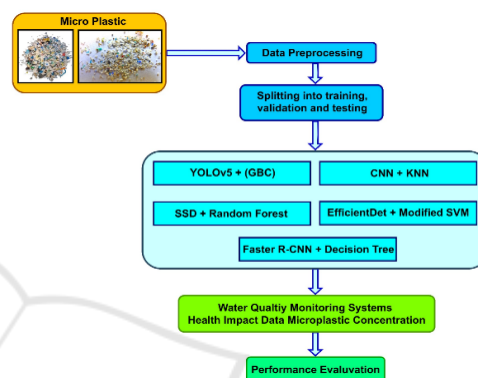 Micro Plastic
Data Preprocessing
Splitting into training,
validation and testing
YOLOv5 + (GBC)
CNN + KNN
SSD + Random Forest
EfficientDet + Modified SVM
Faster R-CNN + Decision Tree
Water Qualtiy Monitoring Systems
Health Impact Data Microplastic Concentration
Performance Evaluvation